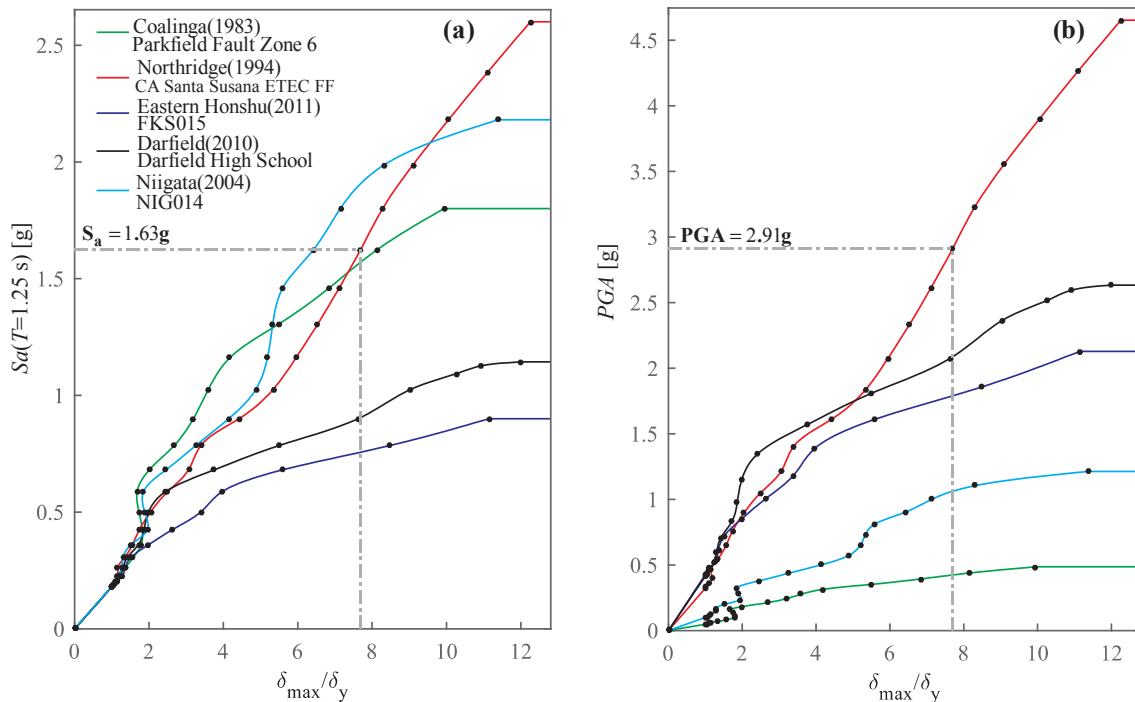 (a)
Coalinga(1983)
Parkfield Fault Zone 6
Northridge(1994)
CA Santa Susana ETEC FF
Eastern Honshu(2011)
FKS015
Darfield(2010)
Darfield High School
Niigata(2004)
NIG014
Sa = 1.63g
Sa(T=1.25 s) [g]
2.5
2
1.5
1
0.5
0
0 2 4 6 8 10 12
δmax/δy
(b)
PGA = 2.91g
PGA [g]
4.5
4
3.5
3
2.5
2
1.5
1
0.5
0
0 2 4 6 8 10 12
δmax/δy